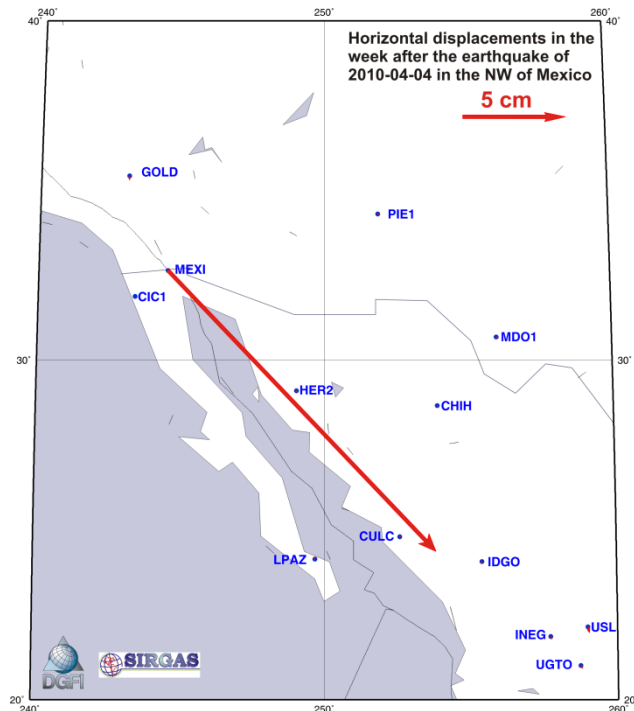 240° 250° 260°
40° 40°
Horizontal displacements in the
week after the earthquake of
2010-04-04 in the NW of Mexico
5 cm
GOLD
PIE1
MEXI
CIC1
MDO1
30° 30°
HER2
CHIH
CULC
LPAZ
IDGO
USL
INEG
UGTO
DGFI
SIRGAS
20° 20°
240° 250° 260°